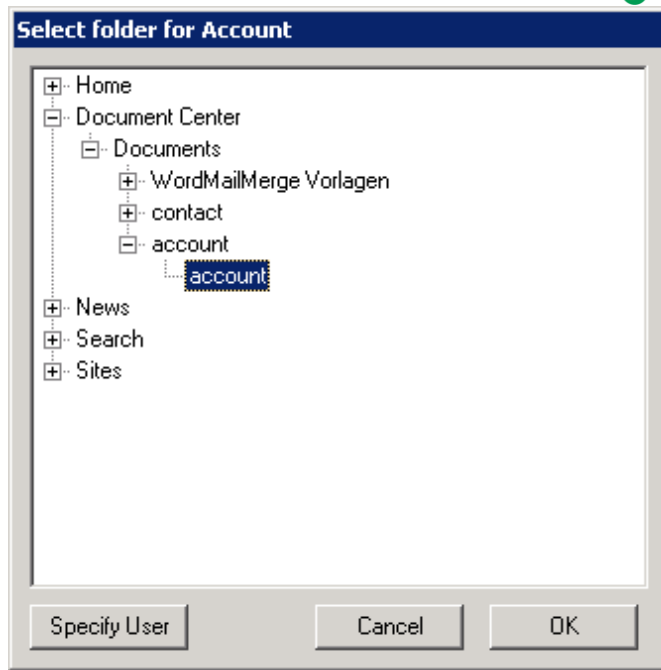 Select folder for Account
Home
Document Center
Documents
WordMailMerge Vorlagen
contact
account
account
News
Search
Sites
Specify User
Cancel
OK